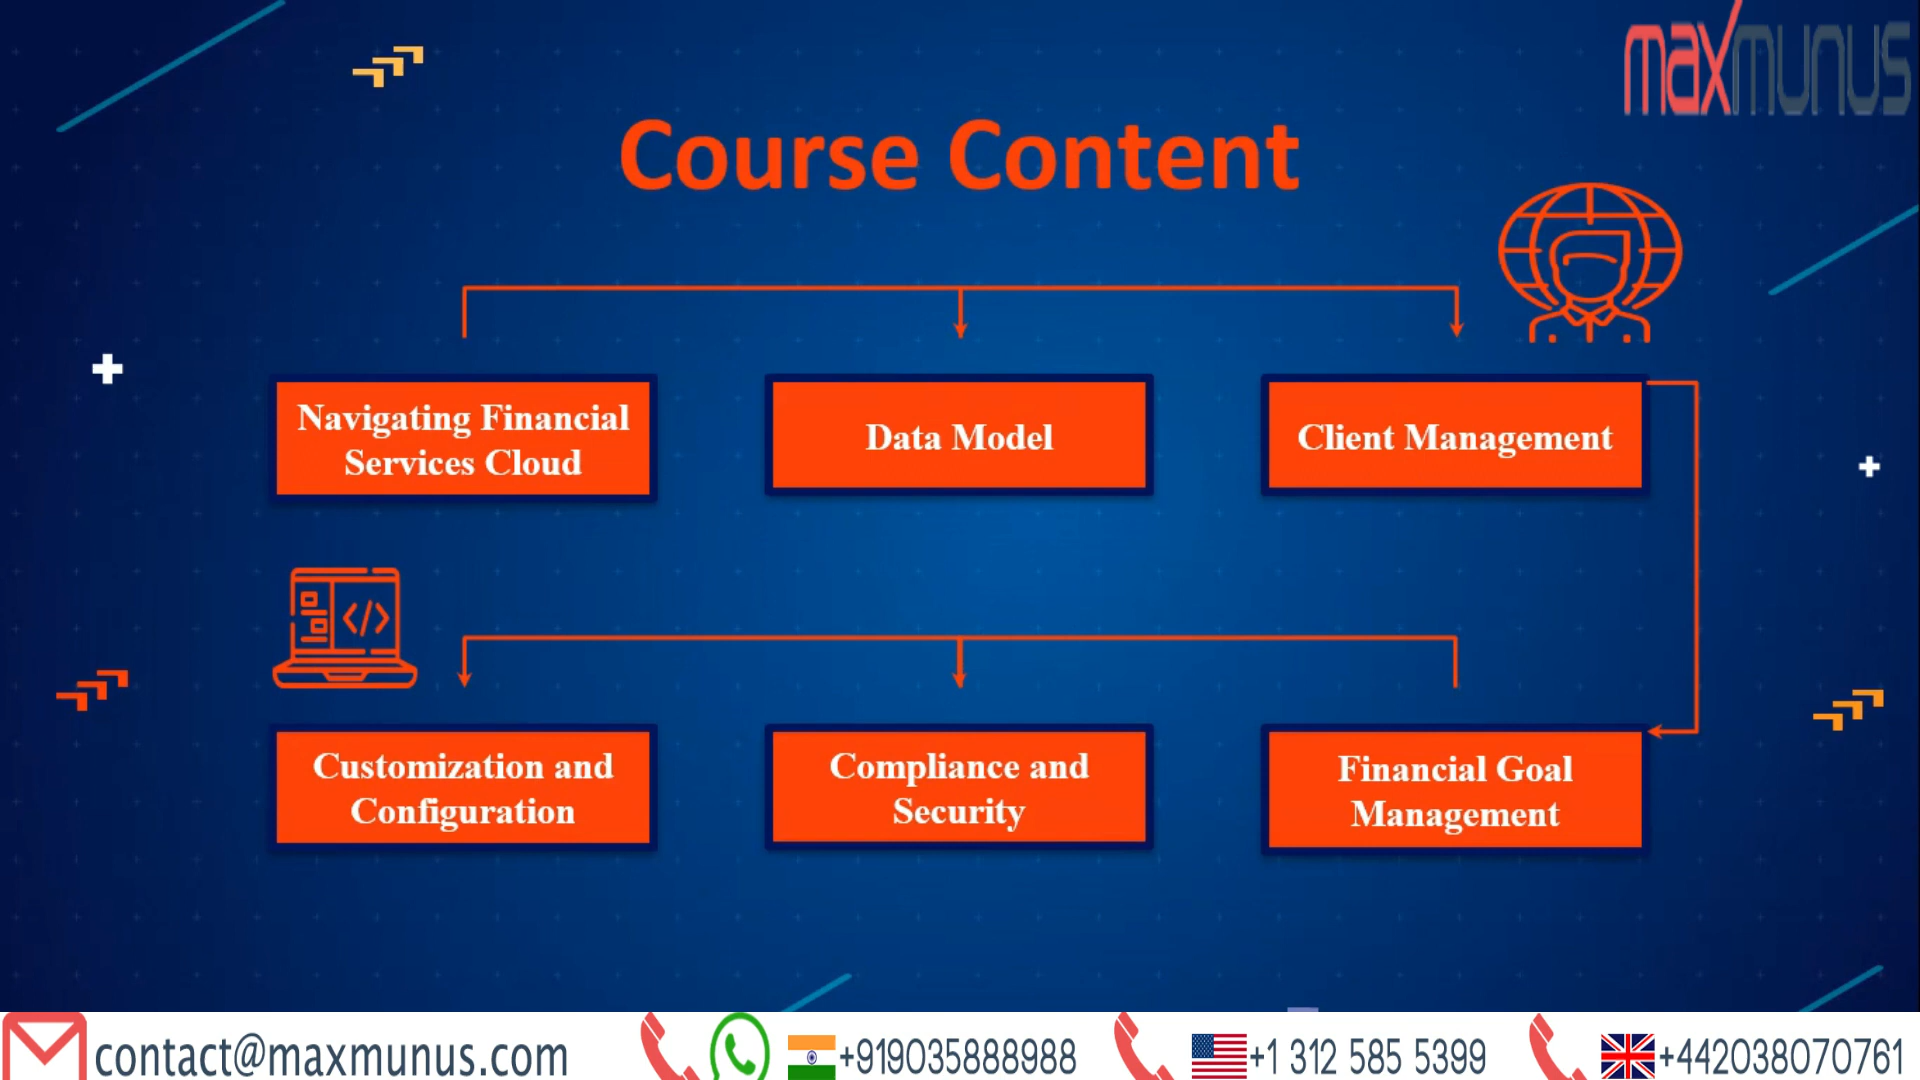 maxmunus
Course Content
Navigating Financial
Services Cloud
Data Model
Client Management
</>
Customization and
Configuration
Compliance and
Security
Financial Goal
Management
contact@maxmunus.com
+919035888988
+1 312 585 5399
+442038070761